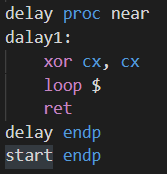 delay proc near
dalay1:
    xor cx, cx
    loop $
    ret
delay endp
start endp